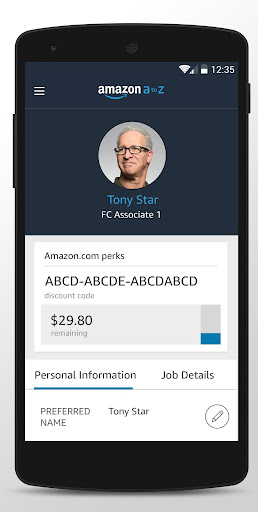 12:35
amazon a to z
Tony Star
FC Associate 1
Amazon.com perks
ABCD-ABCDE-ABCDABCD
discount code
$29.80
remaining
Personal Information Job Details
PREFERRED Tony Star
NAME